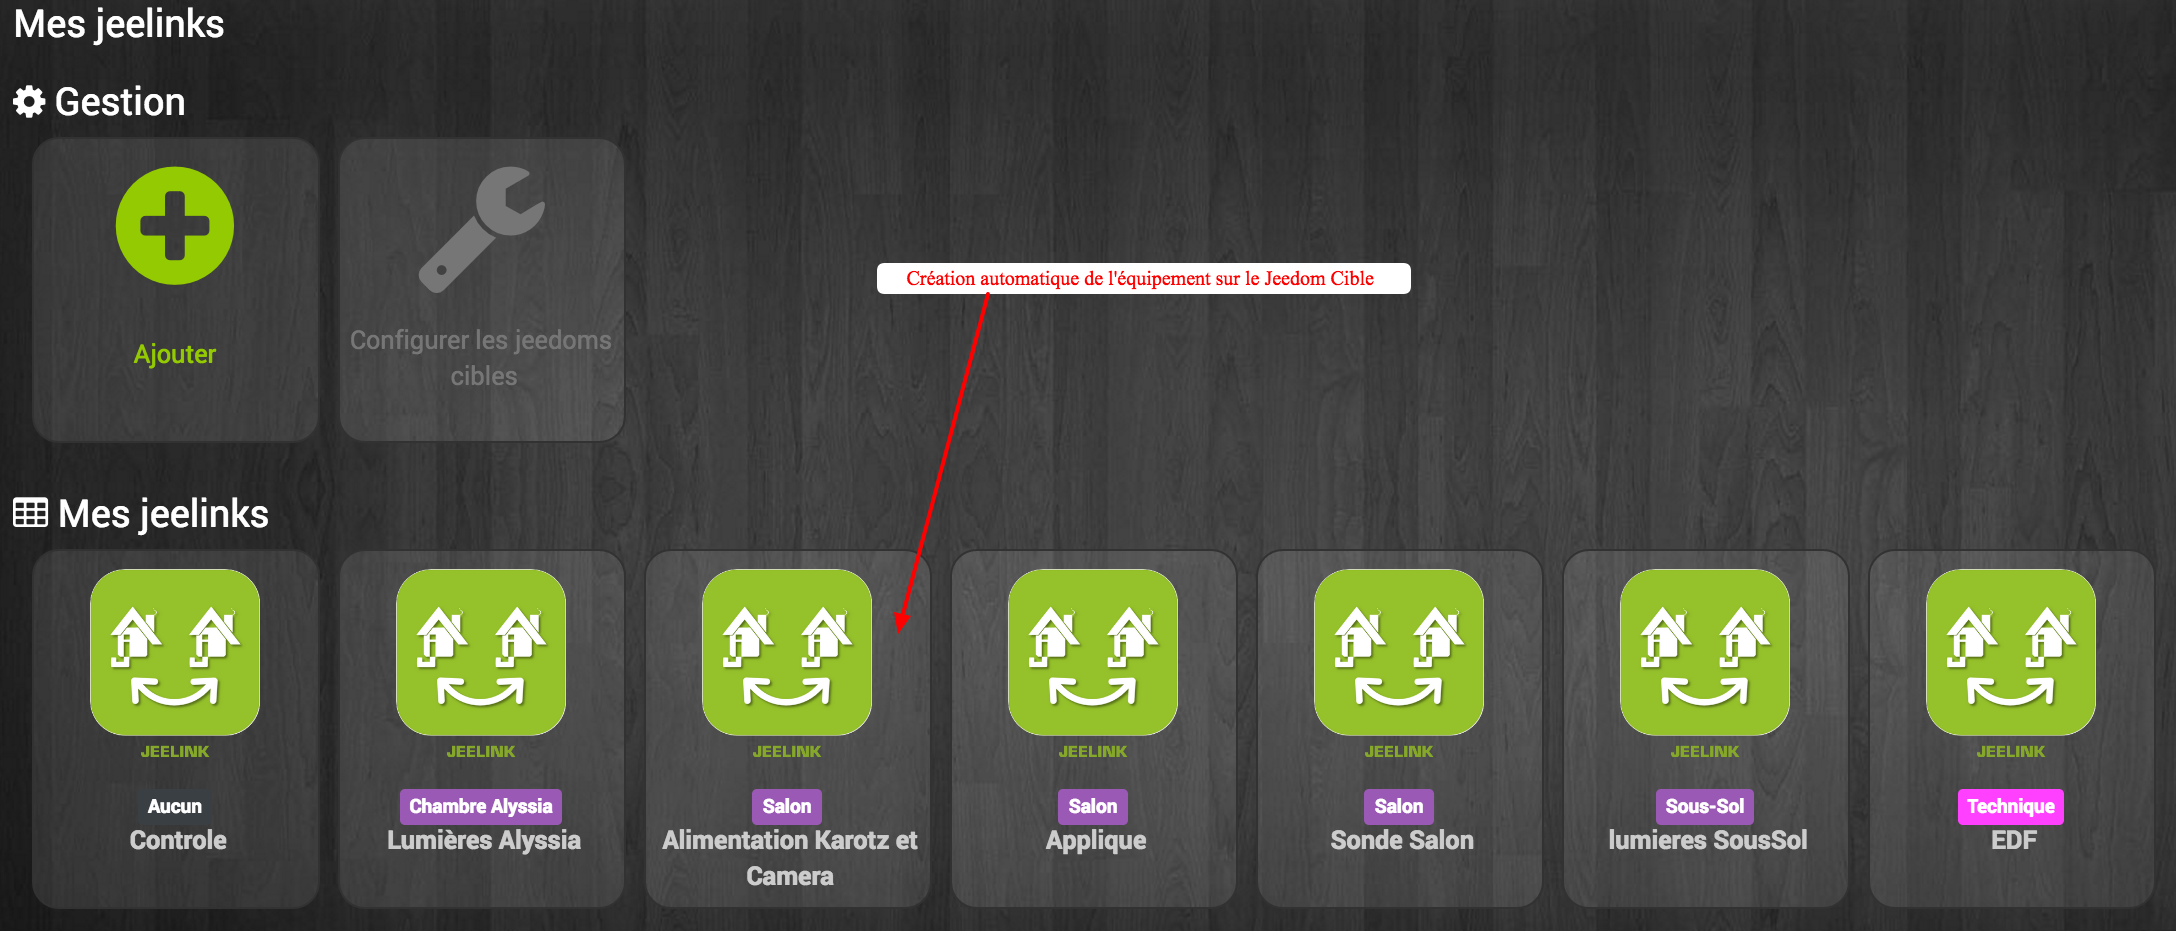 Mes jeelinks
Gestion
Ajouter
Configurer les jeedoms
cibles
Création automatique de l'équipement sur le Jeedom Cible
Mes jeelinks
JEELINK
Aucun
Controle
JEELINK
Chambre Alyssia
Lumières Alyssia
JEELINK
Salon
Alimentation Karotz et
Camera
JEELINK
Salon
Applique
JEELINK
Salon
Sonde Salon
JEELINK
Sous-Sol
lumieres SousSol
JEELINK
Technique
EDF